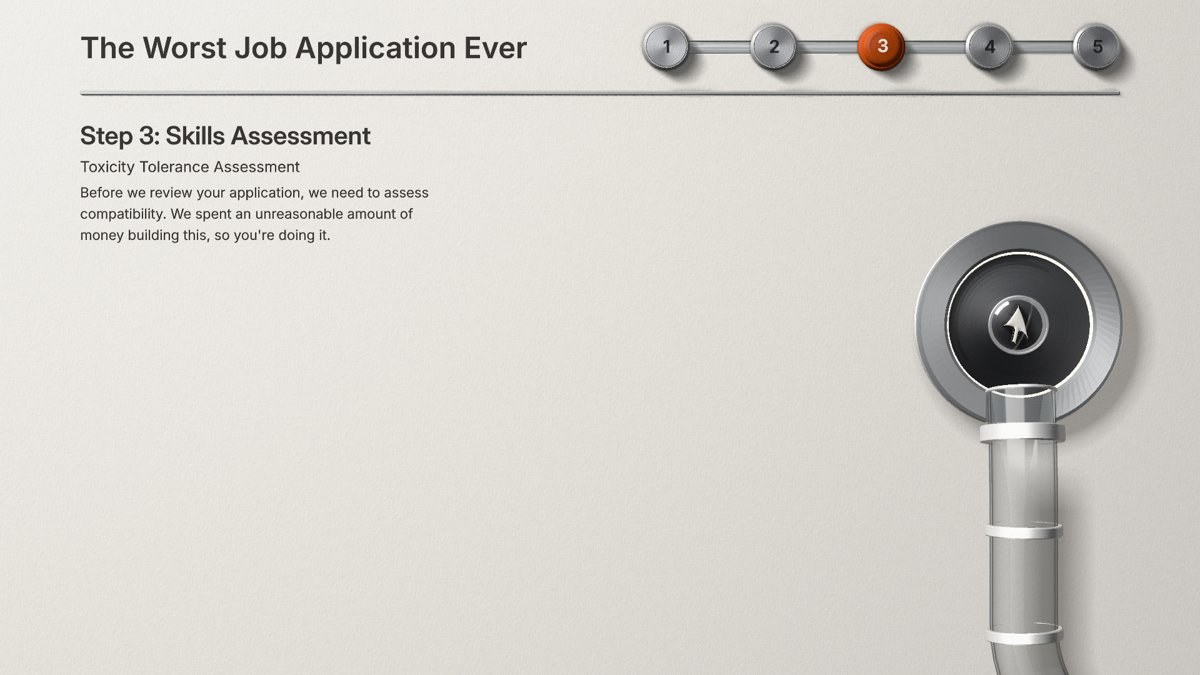 The Worst Job Application Ever
1 2 3 4 5
Step 3: Skills Assessment
Toxicity Tolerance Assessment
Before we review your application, we need to assess
compatibility. We spent an unreasonable amount of
money building this, so you're doing it.